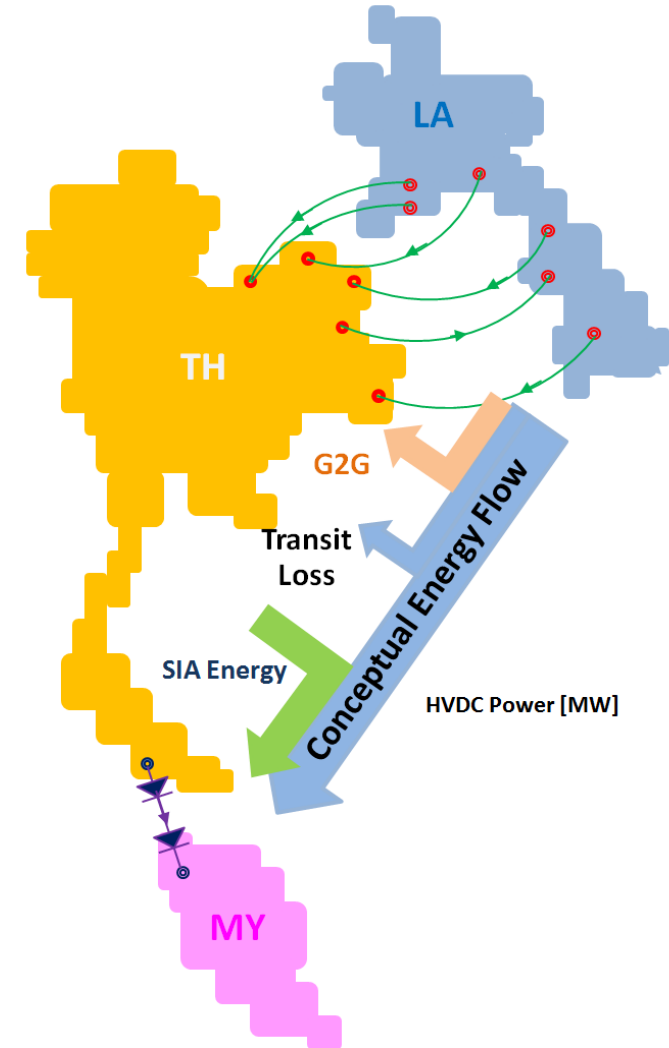 LA
TH
G2G
Transit
Loss
Conceptual Energy Flow
SIA Energy
HVDC Power [MW]
MY